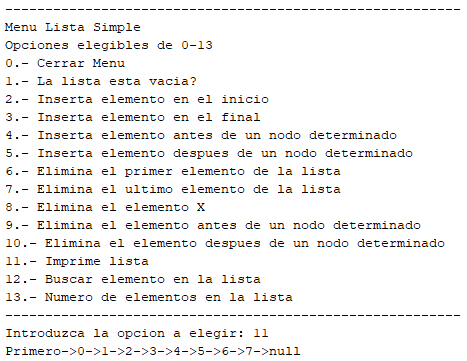 ---------------------------------------------------------
Menu Lista Simple
Opciones elegibles de 0-13
0.- Cerrar Menu
1.- La lista esta vacia?
2.- Inserta elemento en el inicio
3.- Inserta elemento en el final
4.- Inserta elemento antes de un nodo determinado
5.- Inserta elemento despues de un nodo determinado
6.- Elimina el primer elemento de la lista
7.- Elimina el ultimo elemento de la lista
8.- Elimina el elemento X
9.- Elimina el elemento antes de un nodo determinado
10.- Elimina el elemento despues de un nodo determinado
11.- Imprime lista
12.- Buscar elemento en la lista
13.- Numero de elementos en la lista
---------------------------------------------------------
Introduzca la opcion a elegir: 11
Primero->0->1->2->3->4->5->6->7->null